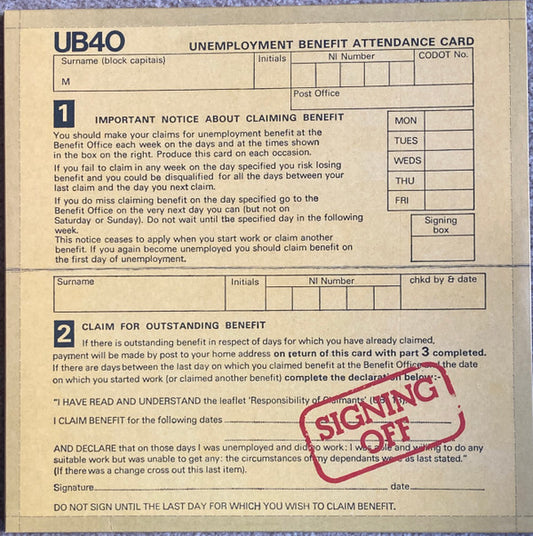 UB40 UNEMPLOYMENT BENEFIT ATTENDANCE CARD
Surname (block capitals) Initials NI Number CODOT No.
M
Post Office
1 IMPORTANT NOTICE ABOUT CLAIMING BENEFIT
You should make your claims for unemployment benefit at the
Benefit Office each week on the days and at the times shown
in the box on the right. Produce this card on each occasion.
If you fail to claim in any week on the day specified you risk losing
benefit and you could be disqualified for all the days between your
last claim and the day you next claim.
If you do miss claiming benefit on the day specified go to the
Benefit Office on the very next day you can (but not on
Saturday or Sunday). Do not wait until the specified day in the following
week.
This notice ceases to apply when you start work or claim another
benefit. If you again become unemployed you should claim benefit on
the first day of unemployment.
MON
TUES
WEDS
THU
FRI
Signing
box
Surname Initials NI Number chkd by & date
2 CLAIM FOR OUTSTANDING BENEFIT
If there is outstanding benefit in respect of days for which you have already claimed,
payment will be made by post to your home address on return of this card with part 3 completed.
If there are days between the last day on which you claimed benefit at the Benefit Office and the date
on which you started work (or claimed another benefit) complete the declaration below:-
"I HAVE READ AND UNDERSTAND the leaflet 'Responsibility of Claimants' (
I CLAIM BENEFIT for the following dates
AND DECLARE that on those days I was unemployed and did no work: I was able and willing to do any
suitable work but was unable to get any: the circumstances of my dependants were as last stated."
(If there was a change cross out this last item).
Signature date
DO NOT SIGN UNTIL THE LAST DAY FOR WHICH YOU WISH TO CLAIM BENEFIT.
SIGNING
OFF